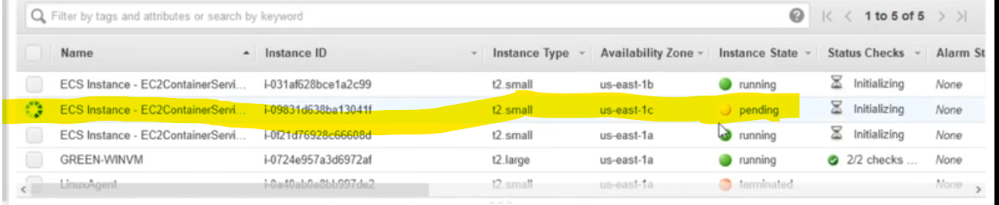 Filter by tags and attributes or search by keyword 1 to 5 of 5
Name Instance ID Instance Type Availability Zone Instance State Status Checks Alarm St
ECS Instance - EC2ContainerServi... i-031af628bce1a2c99 t2.small us-east-1b running Initializing None
ECS Instance - EC2ContainerServi... i-09831d638ba13041f t2.small us-east-1c pending Initializing None
ECS Instance - EC2ContainerServi... i-0f21d76928c66608d t2.small us-east-1a running Initializing None
GREEN-WINVM i-0724e957a3d6972af t2.large us-east-1a running 2/2 checks ... None
LinuxAgent i-0a40ab0e8bb997de2 t2.small us-east-1a terminated None